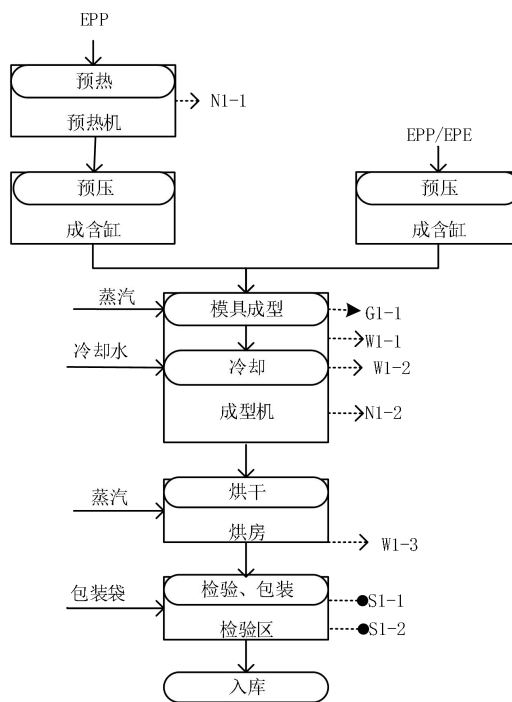 EPP
预热
N1-1
预热机
EPP/EPE
预压
成含缸
预压
成含缸
蒸汽
模具成型
G1-1
W1-1
冷却水
冷却
W1-2
成型机
N1-2
蒸汽
烘干
烘房
W1-3
包装袋
检验、包装
S1-1
检验区
S1-2
入库